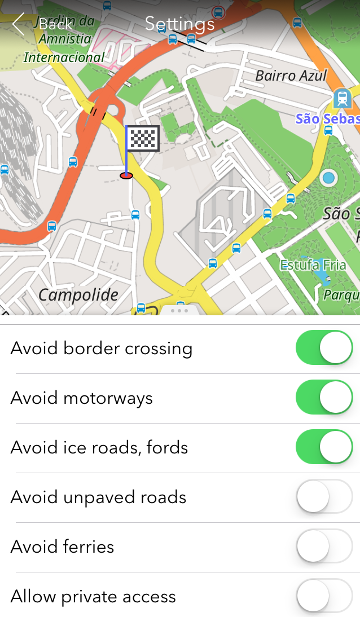 Jardim da
Back
Settings
Amnistia
Internacional
Bairro Azul
São Sebas
São S
Estufa Fria
Campolide
Parqu
Avoid border crossing
Avoid motorways
Avoid ice roads, fords
Avoid unpaved roads
Avoid ferries
Allow private access